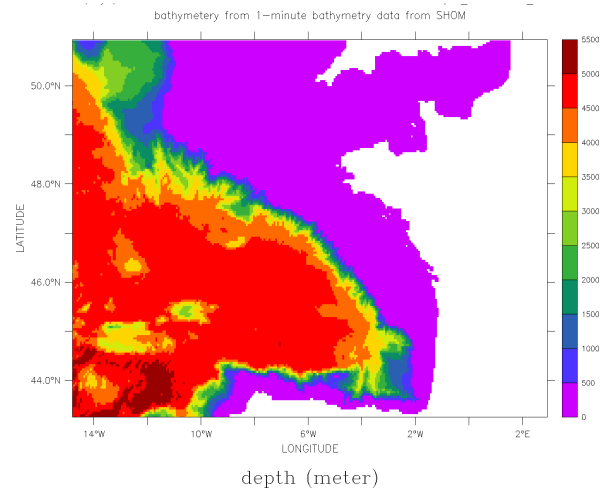 bathymetery from 1-minute bathymetry data from SHOM
5500
5000
50.0°N
4500
4000
48.0°N
3500
LATITUDE
3000
2500
46.0°N
2000
1500
1000
44.0°N
500
0
14°W 10°W 6°W 2°W 2°E
LONGITUDE
depth (meter)